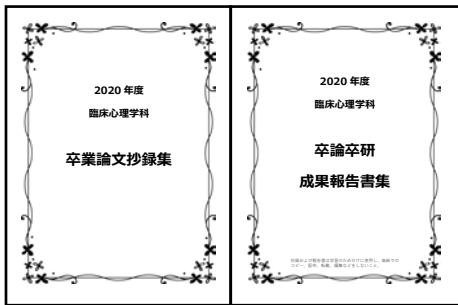 2020 年度
臨床心理学科
卒業論文抄録集
2020 年度
臨床心理学科
卒論卒研
成果報告書集